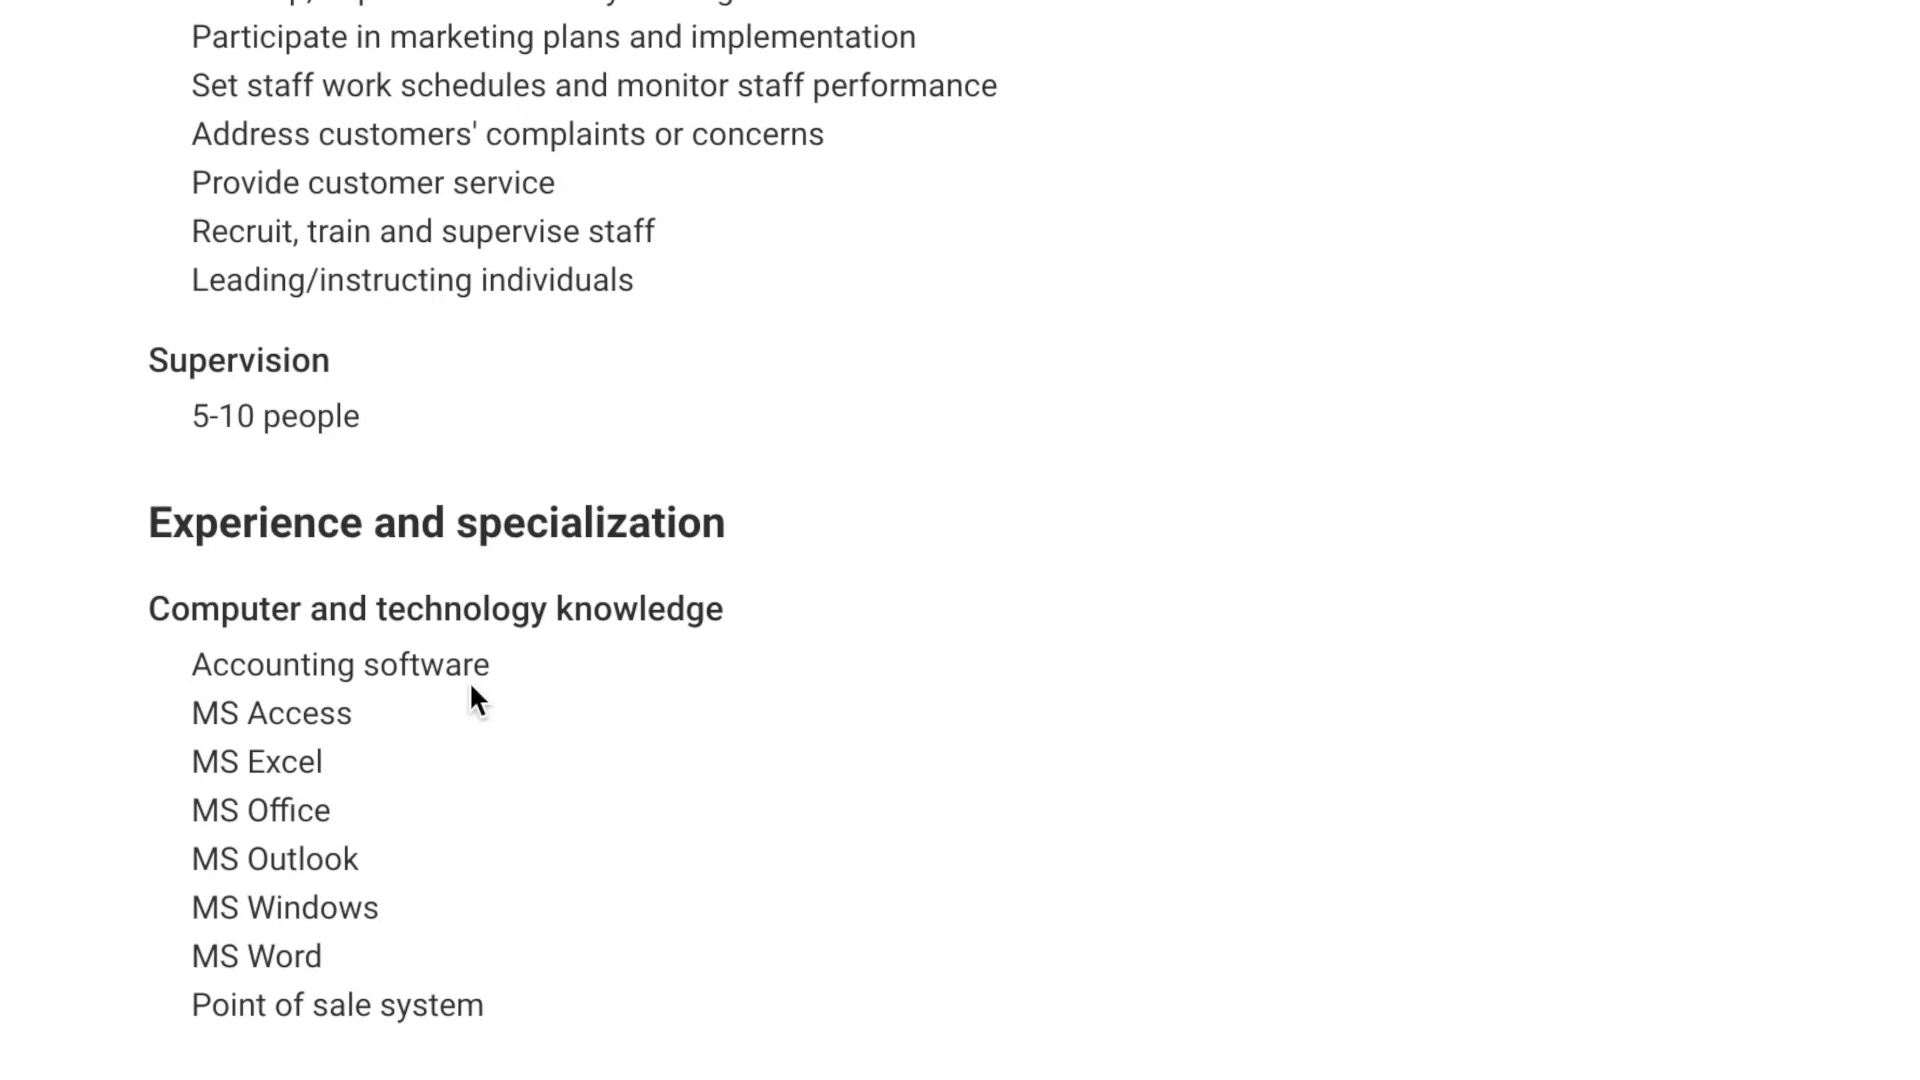 Participate in marketing plans and implementation
Set staff work schedules and monitor staff performance
Address customers' complaints or concerns
Provide customer service
Recruit, train and supervise staff
Leading/instructing individuals
Supervision
5-10 people
Experience and specialization
Computer and technology knowledge
Accounting software
MS Access
MS Excel
MS Office
MS Outlook
MS Windows
MS Word
Point of sale system